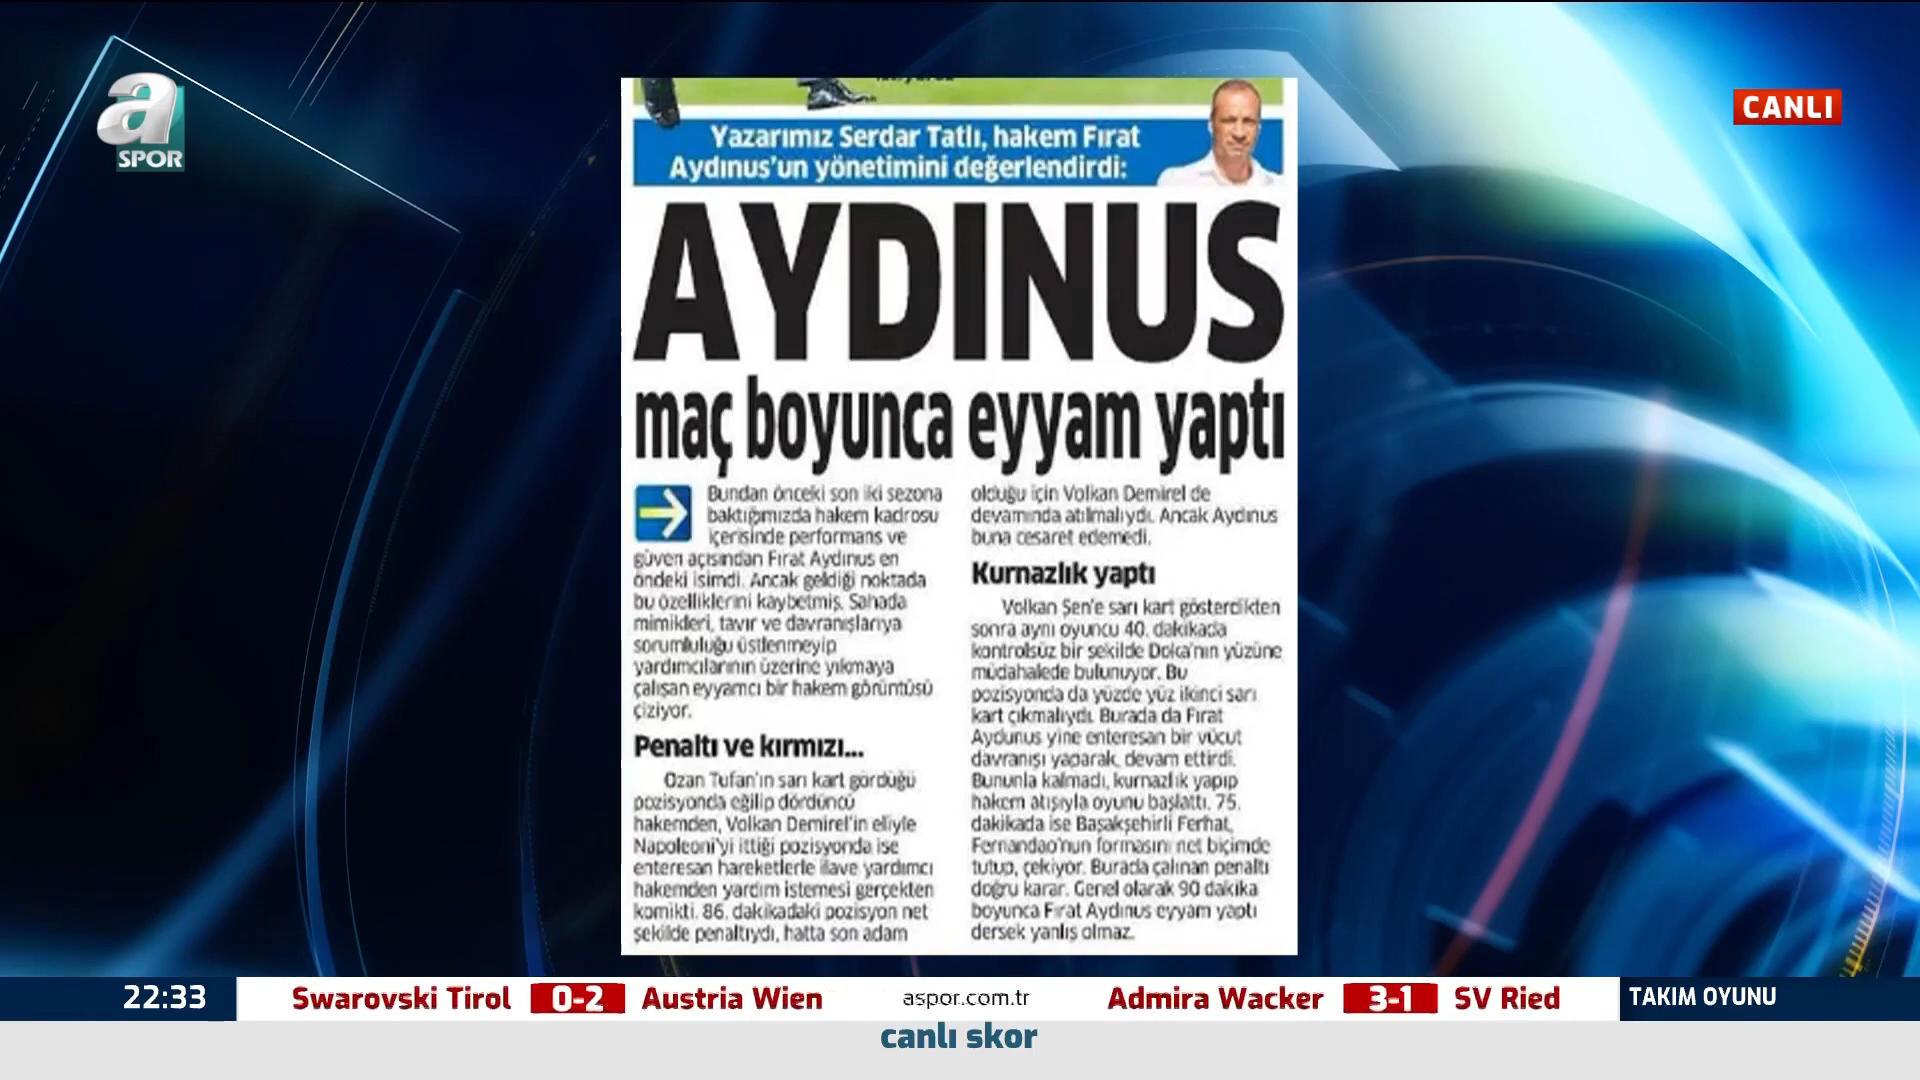 a
SPOR
CANLI
Yazarımız Serdar Tatlı, hakem Fırat
Aydınus'un yönetimini değerlendirdi:
AYDINUS
maç boyunca eyyam yaptı
Bundan önceki son iki sezona
baktığımızda hakem kadrosu
içerisinde performans ve
güven açısından Fırat Aydınus en
öndeki isimdi. Ancak geldiği noktada
bu özelliklerini kaybetmiş. Sahada
mimikleri, tavır ve davranışlarıya
sorumluluğu üstlenmeyip
yardımcılarının üzerine yıkmaya
çalışan eyyamcı bir hakem görüntüsü
çiziyor.
Penaltı ve kırmızı...
Ozan Tufan'ın sarı kart gördüğü
pozisyonda eğilip dördüncü
hakemden, Volkan Demirel'in eliyle
Napoleoni'yi ittiği pozisyonda ise
enteresan hareketlerle ilave yardımcı
hakemden yardım istemesi gerçekten
komikti. 86. dakikadaki pozisyon net
şekilde penaltıydı, hatta son adam
olduğu için Volkan Demirel de
devamında atılmalıydı. Ancak Aydınus
buna cesaret edemedi.
Kurnazlık yaptı
Volkan Şen'e sarı kart gösterdikten
sonra aynı oyuncu 40. dakikada
kontrolsüz bir şekilde Doka'nın yüzüne
müdahalede bulunuyor. Bu
pozisyonda da yüzde yüz ikinci sarı
kart çıkmalıydı. Burada da Fırat
Aydunus yine enteresan bir vücut
davranışı yaparak, devam ettirdi.
Bununla kalmadı, kurnazlık yapıp
hakem atışıyla oyunu başlattı. 75.
dakikada ise Başakşehirli Ferhat,
Fernandao'nun formasını net biçimde
tutup, çekiyor. Burada çalınan penaltı
doğru karar. Genel olarak 90 dakika
boyunca Fırat Aydınus eyyam yaptı
dersek yanlış olmaz.
22:33 Swarovski Tirol 0-2 Austria Wien aspor.com.tr Admira Wacker 3-1 SV Ried TAKIM OYUNU
canlı skor